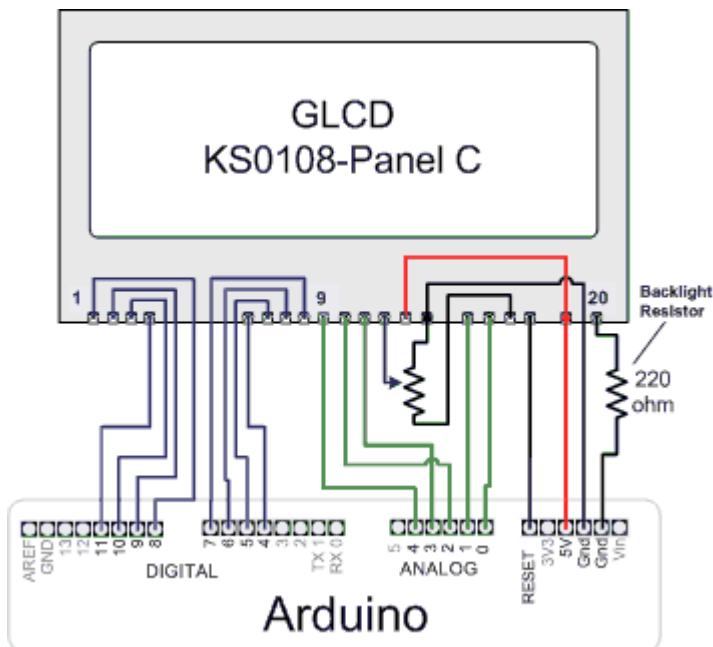 GLCD
KS0108-Panel C
1
9
20
Backlight
Resistor
220
ohm
AREF
GND
13
12
11
10
9
8
7
6
5
4
3
2
TX 1
RX 0
5
4
3
2
1
0
RESET
3V3
5V
Gnd
Gnd
Vin
DIGITAL
ANALOG
Arduino